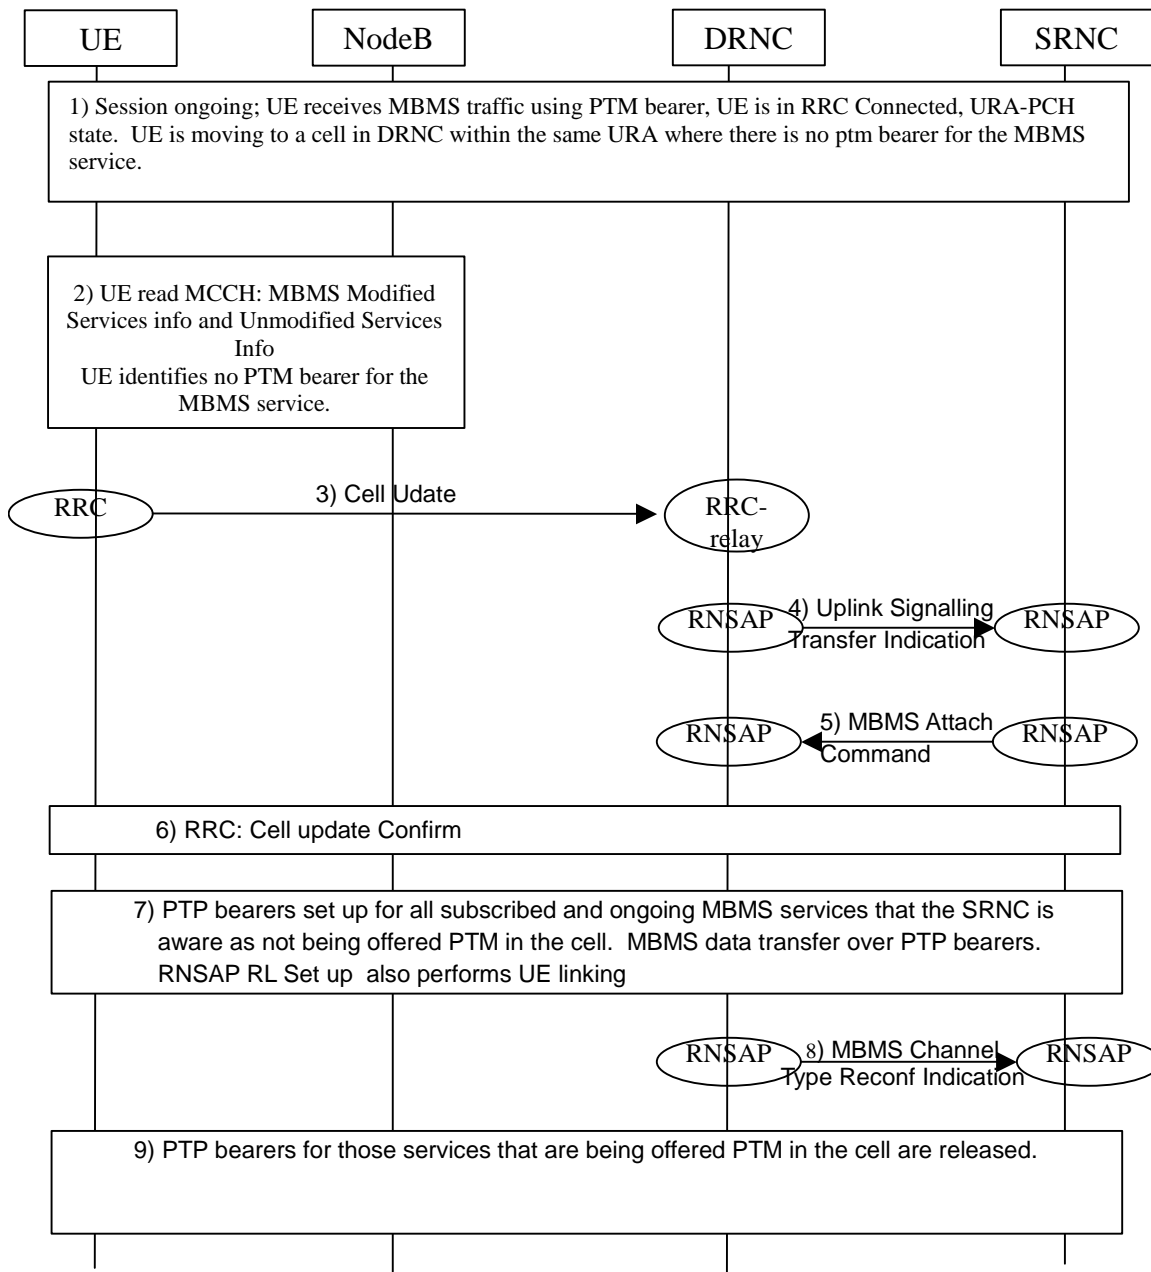 UE NodeB DRNC SRNC
1) Session ongoing; UE receives MBMS traffic using PTM bearer, UE is in RRC Connected, URA-PCH
state. UE is moving to a cell in DRNC within the same URA where there is no ptm bearer for the MBMS
service.
2) UE read MCCH: MBMS Modified
Services info and Unmodified Services
Info
UE identifies no PTM bearer for the
MBMS service.
RRC
3) Cell Udate
RRC-
relay
RNSAP
4) Uplink Signalling
Transfer Indication
RNSAP
RNSAP
5) MBMS Attach
Command
RNSAP
6) RRC: Cell update Confirm
7) PTP bearers set up for all subscribed and ongoing MBMS services that the SRNC is
aware as not being offered PTM in the cell. MBMS data transfer over PTP bearers.
RNSAP RL Set up also performs UE linking
RNSAP
8) MBMS Channel
Type Reconf Indication
RNSAP
9) PTP bearers for those services that are being offered PTM in the cell are released.